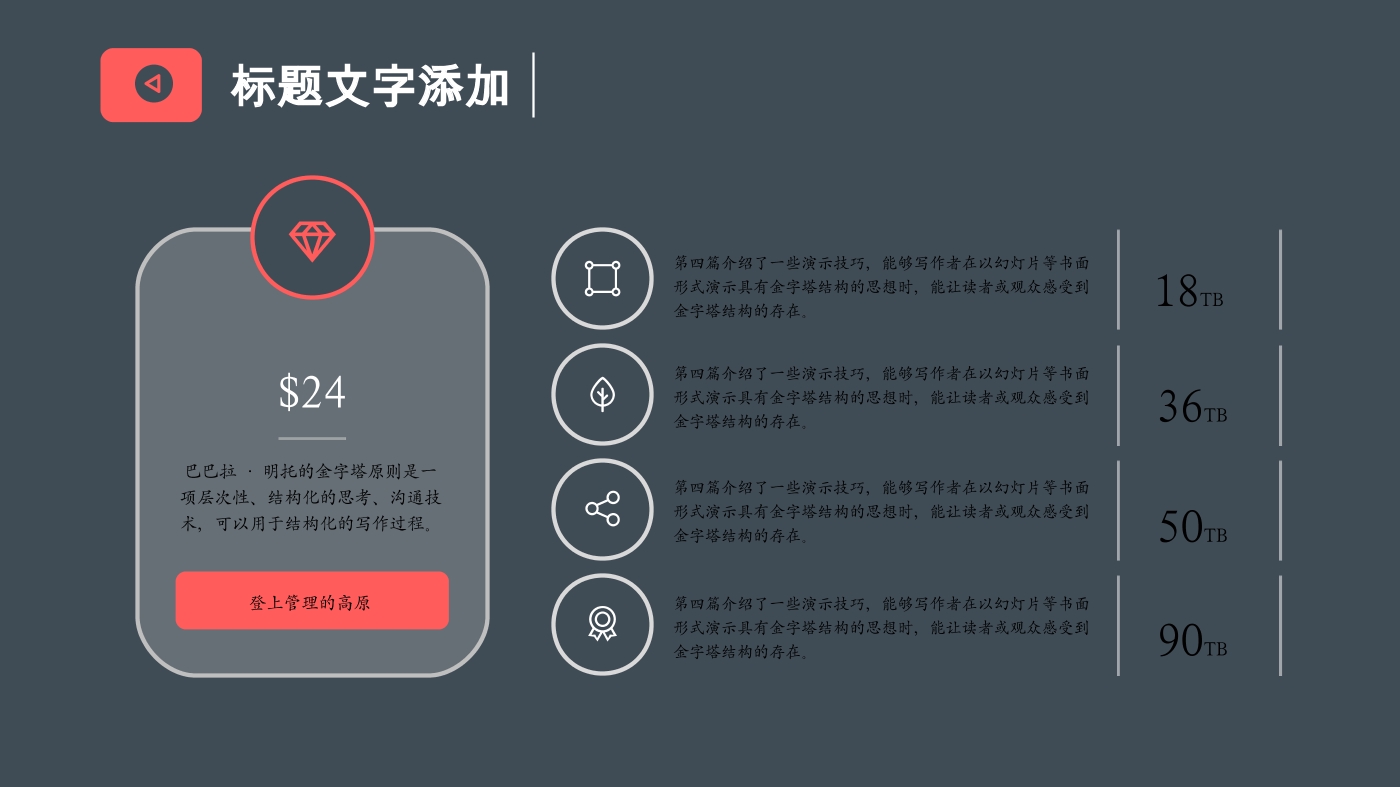 标题文字添加
$24
巴巴拉 · 明托的金字塔原则是一
项层次性、结构化的思考、沟通技
术，可以用于结构化的写作过程。
登上管理的高原
第四篇介绍了一些演示技巧，能够写作者在以幻灯片等书面
形式演示具有金字塔结构的思想时，能让读者或观众感受到
金字塔结构的存在。
18TB
第四篇介绍了一些演示技巧，能够写作者在以幻灯片等书面
形式演示具有金字塔结构的思想时，能让读者或观众感受到
金字塔结构的存在。
36TB
第四篇介绍了一些演示技巧，能够写作者在以幻灯片等书面
形式演示具有金字塔结构的思想时，能让读者或观众感受到
金字塔结构的存在。
50TB
第四篇介绍了一些演示技巧，能够写作者在以幻灯片等书面
形式演示具有金字塔结构的思想时，能让读者或观众感受到
金字塔结构的存在。
90TB